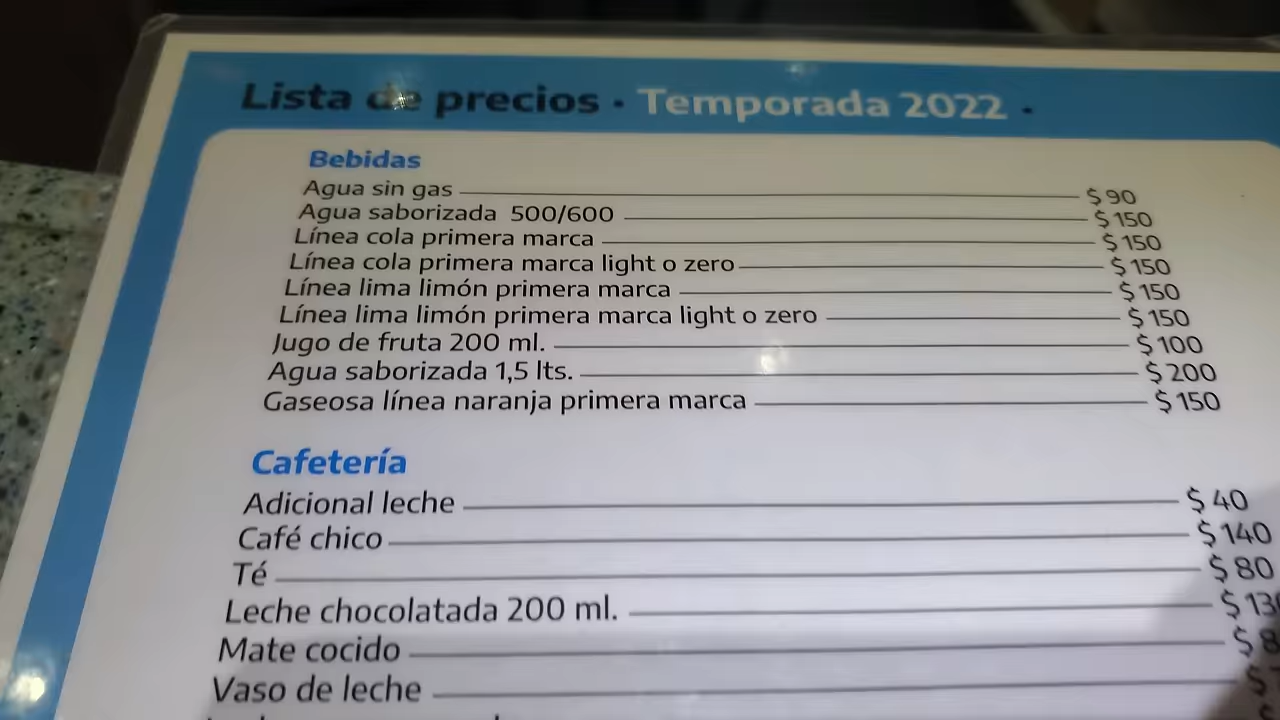 Lista de precios · Temporada 2022 ·
Bebidas
Agua sin gas $ 90
Agua saborizada 500/600 $ 150
Línea cola primera marca $ 150
Línea cola primera marca light o zero $ 150
Línea lima limón primera marca $ 150
Línea lima limón primera marca light o zero $ 150
Jugo de fruta 200 ml. $ 100
Agua saborizada 1,5 lts. $ 200
Gaseosa línea naranja primera marca $ 150
Cafetería
Adicional leche $ 40
Café chico $ 140
Té $ 80
Leche chocolatada 200 ml. $
Mate cocido $
Vaso de leche $